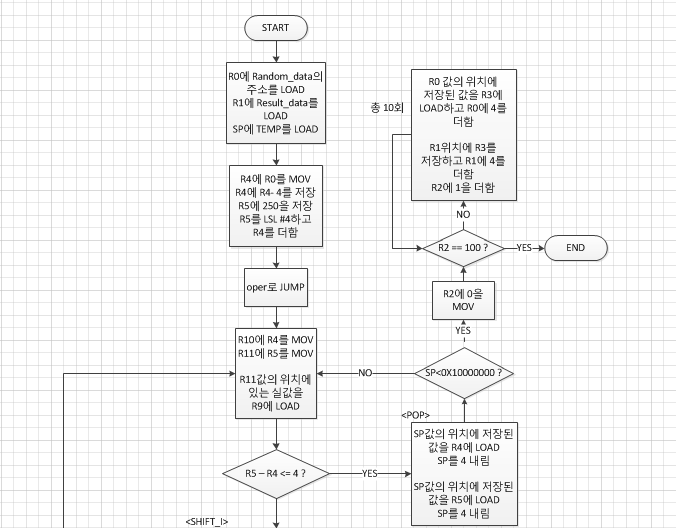 START
R0에 Random_data의
주소를 LOAD
R1에 Result_data를
LOAD
SP에 TEMP를 LOAD
R4에 R0를 MOV
R4에 R4- 4를 저장
R5에 250을 저장
R5를 LSL #4하고
R4를 더함
oper로 JUMP
R10에 R4를 MOV
R11에 R5를 MOV
R11값의 위치에
있는 실값을
R9에 LOAD
R5 – R4 <= 4 ?
YES
<SHIFT_I>
<POP>
SP값의 위치에 저장된
값을 R4에 LOAD
SP를 4 내림
SP값의 위치에 저장된
값을 R5에 LOAD
SP를 4 내림
SP<0X10000000 ?
NO
YES
R2에 0을
MOV
R2 == 100 ?
YES
END
NO
총 10회
R0 값의 위치에
저장된 값을 R3에
LOAD하고 R0에 4를
더함
R1위치에 R3를
저장하고 R1에 4를
더함
R2에 1을 더함